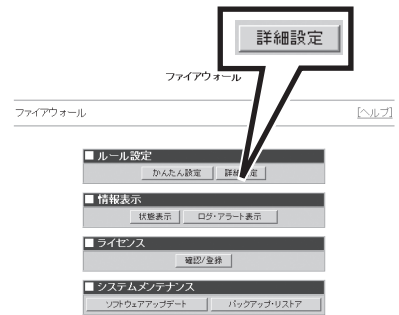 詳細設定
ファイアウォール
ファイアウォール [ヘルプ]
■ ルール設定
かんたん設定 詳細設定
■ 情報表示
状態表示 ログ・アラート表示
■ ライセンス
確認/登録
■ システムメンテナンス
ソフトウェアアップデート バックアップ・リストア